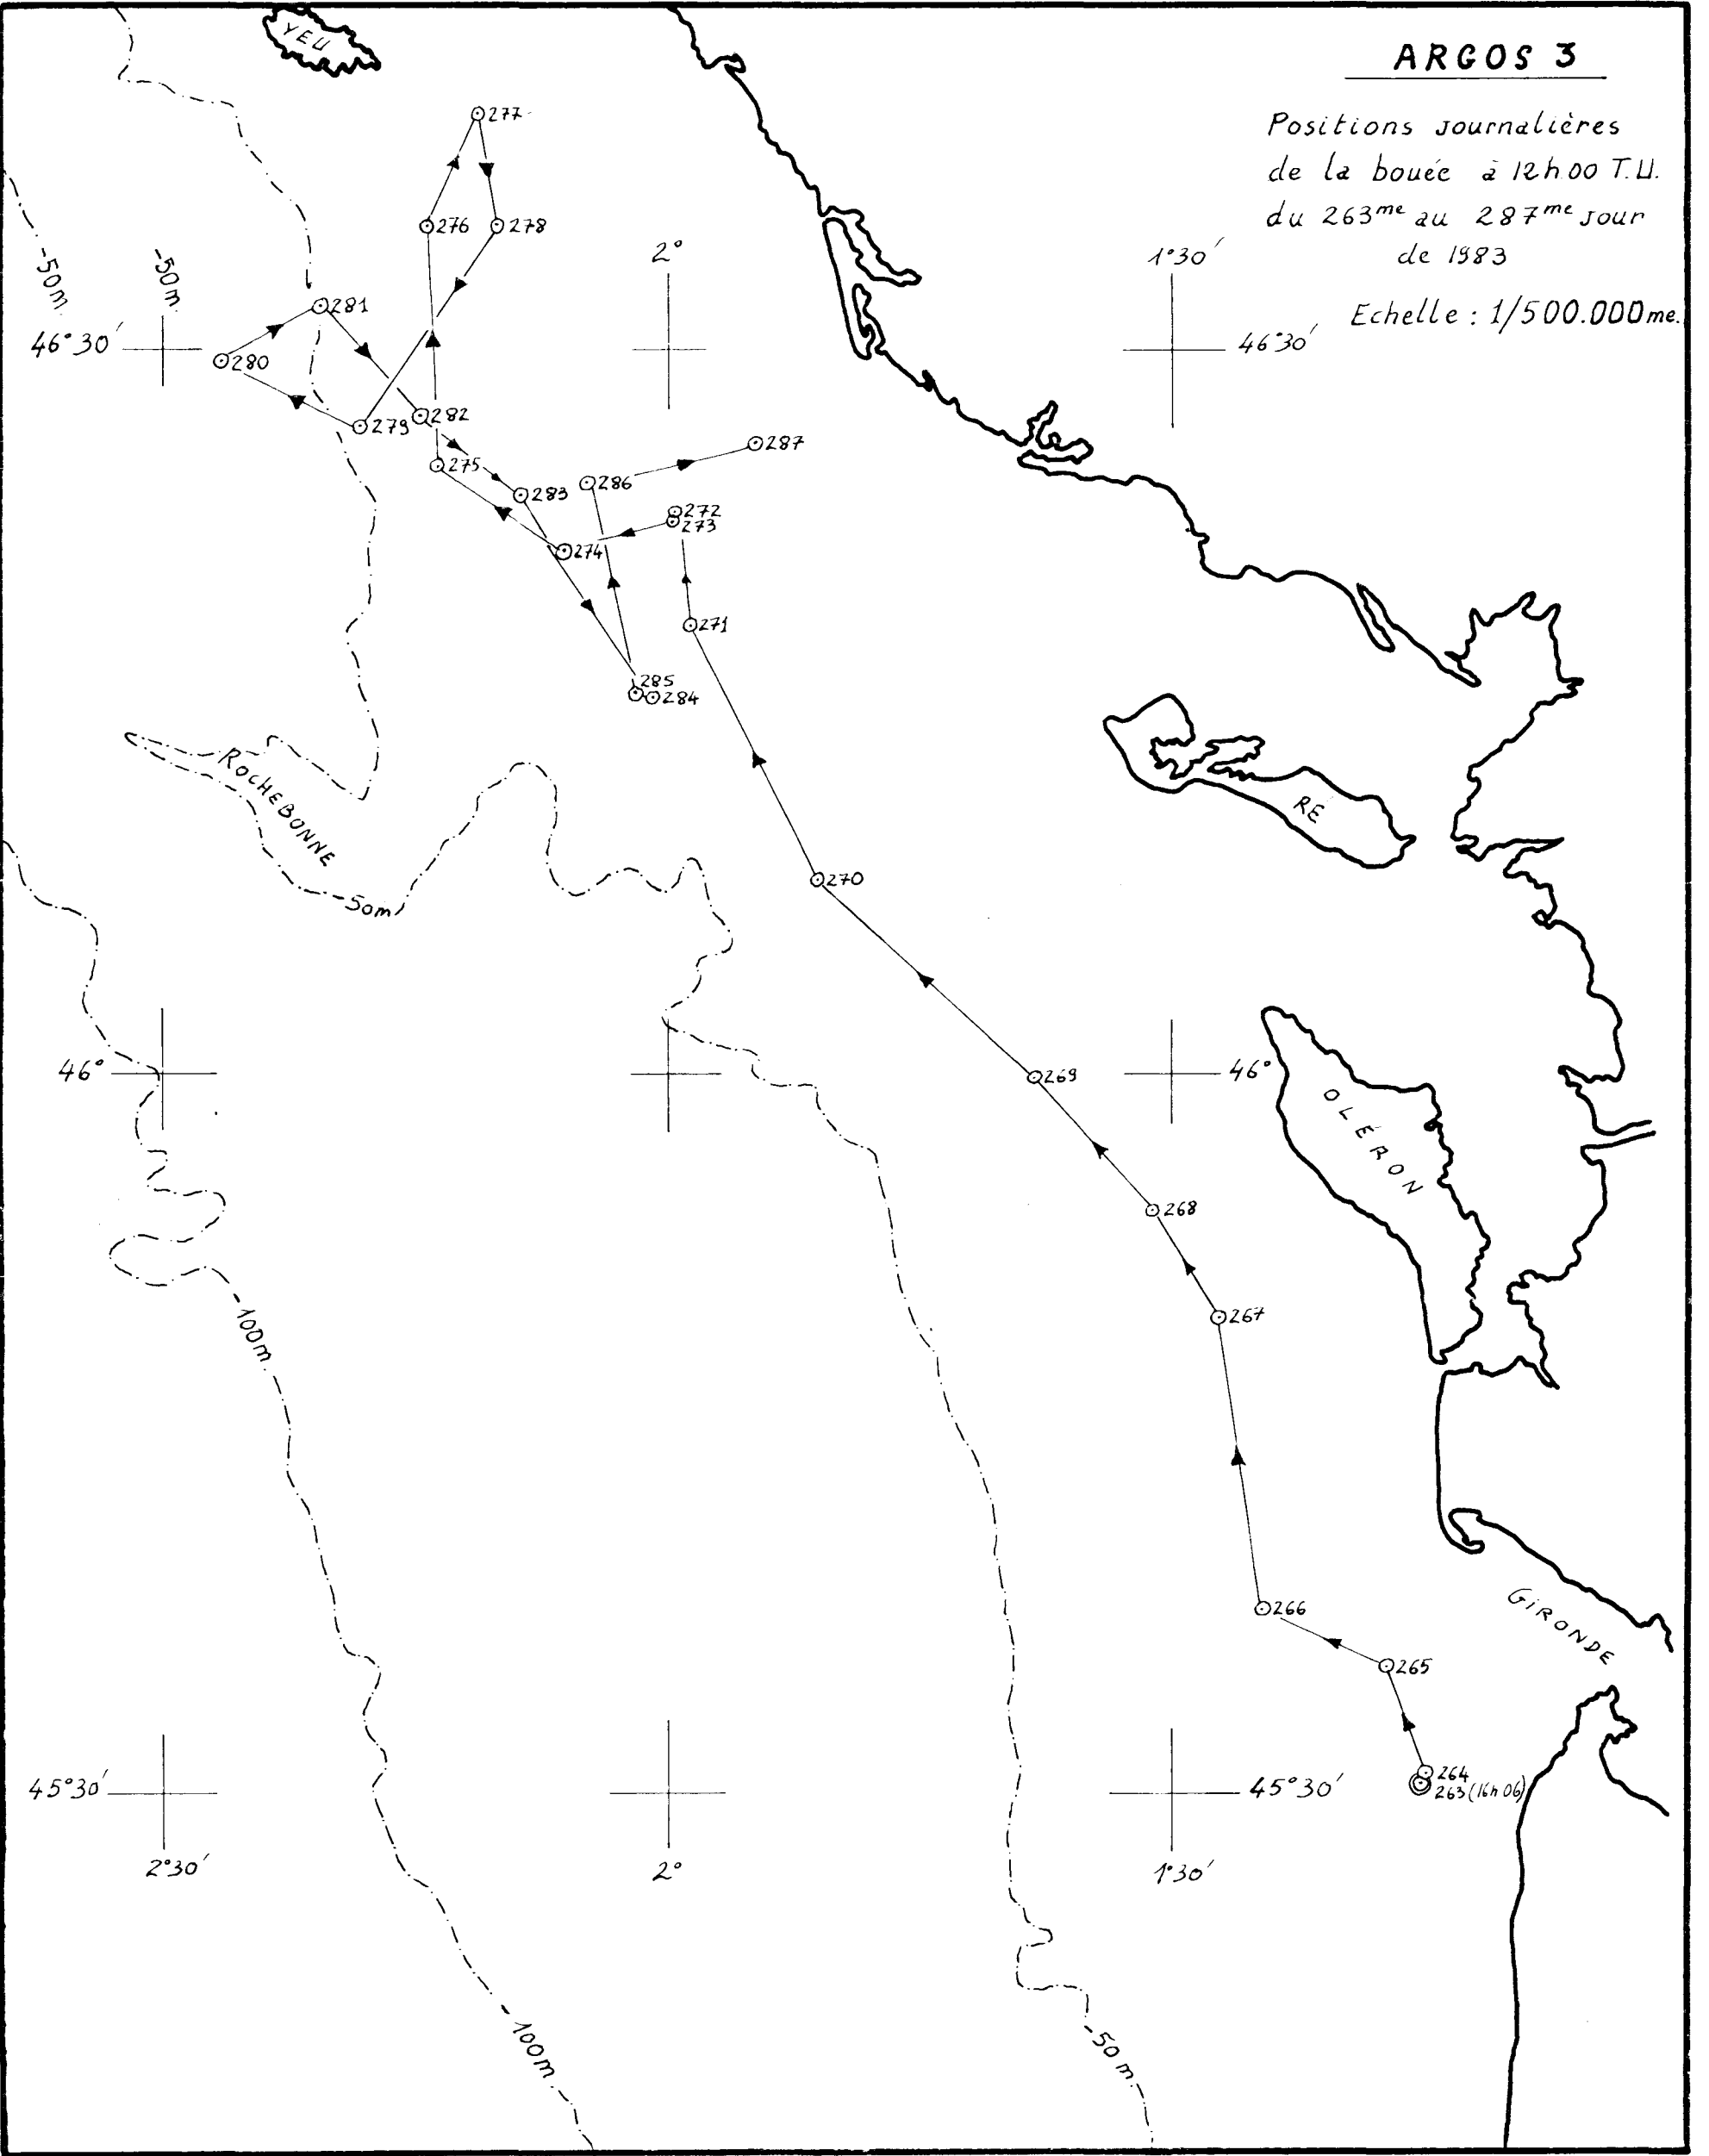 YEU
ARGOS 3
Positions Journalières
de la bouée à 12h00 T.U.
du 263me au 287me Jour
de 1983
Echelle : 1/500.000me.
277
276
278
2°
1°30'
-50m
-50m
281
46°30'
46°30'
280
279
282
287
275
286
283
272
273
274
271
285
284
ROCHEBONNE
RÉ
270
-50m
46°
269
46°
OLÉRON
268
267
-100m
266
GIRONDE
265
264
263 (16h06)
45°30'
45°30'
2°30'
2°
1°30'
-100m
-50m